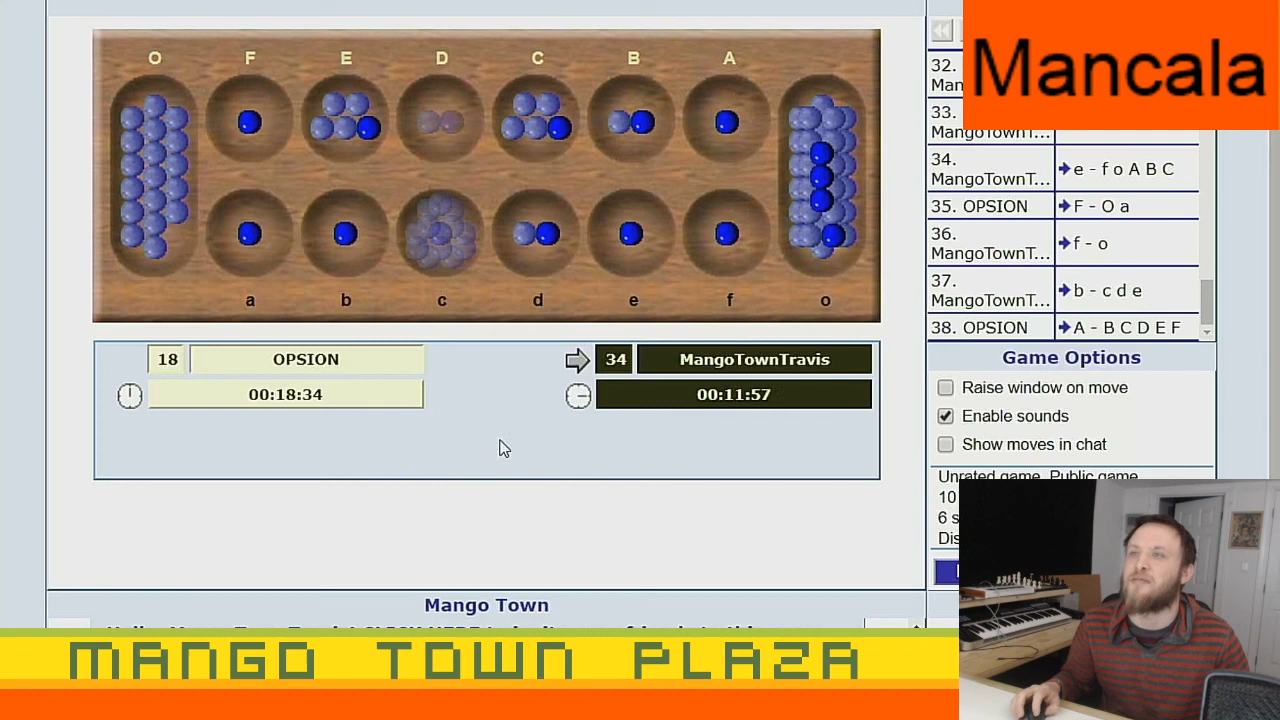 Mancala
O F E D C B A
a b c d e f o
32.
33.
34.
MangoTownT... e - f o A B C
35. OPSION F - O a
36.
MangoTownT... f - o
37.
MangoTownT... b - c d e
38. OPSION A - B C D E F
18 OPSION
34 MangoTownTravis
00:18:34
00:11:57
Game Options
Raise window on move
Enable sounds
Show moves in chat
Unrated game, Public game
10
6 s
Mango Town
MANGO TOWN PLAZA